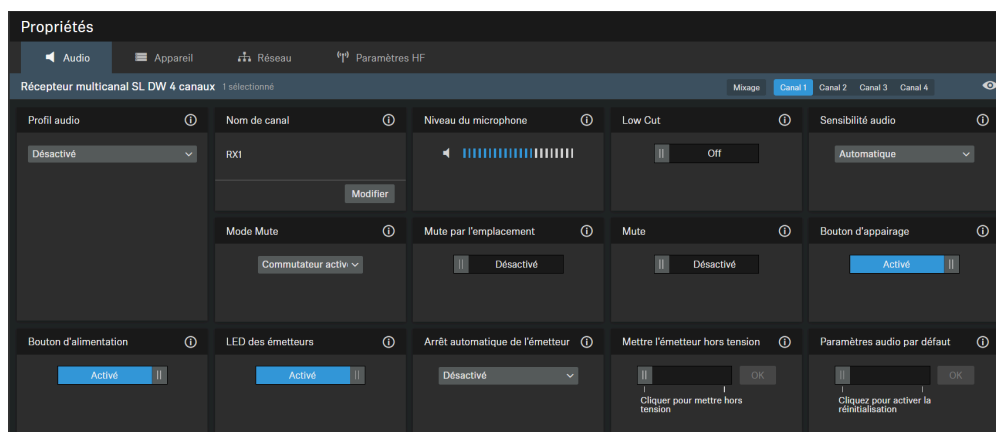 Propriétés
Audio Appareil Réseau Paramètres HF
Récepteur multicanal SL DW 4 canaux 1 sélectionné Mixage Canal 1 Canal 2 Canal 3 Canal 4
Profil audio Nom de canal Niveau du microphone Low Cut Sensibilité audio
Désactivé RX1 Off Automatique
Modifier
Mode Mute Mute par l'emplacement Mute Bouton d'appairage
Commutateur activ Désactivé Désactivé Activé
Bouton d'alimentation LED des émetteurs Arrêt automatique de l'émetteur Mettre l'émetteur hors tension Paramètres audio par défaut
Activé Activé Désactivé OK OK
Cliquer pour mettre hors Cliquez pour activer la
tension réinitialisation